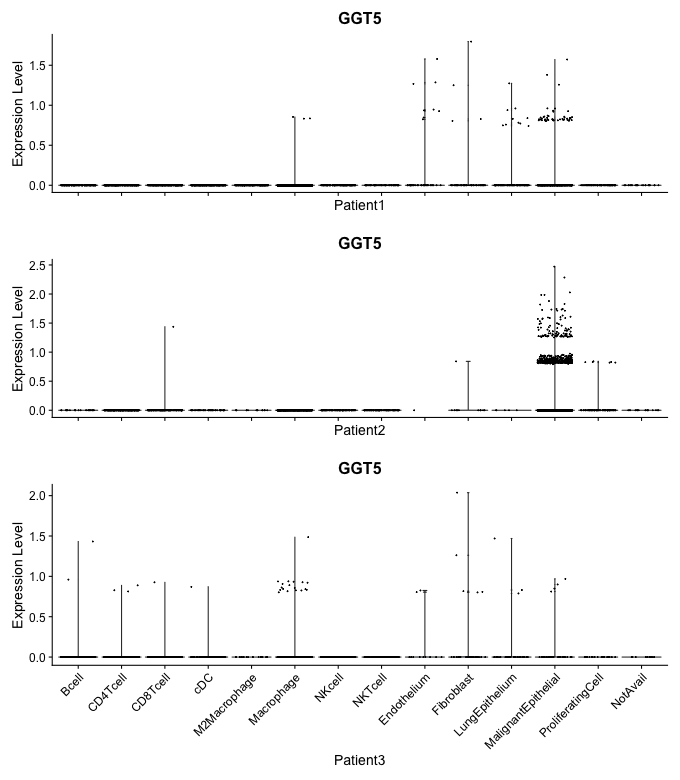 GGT5
Expression Level
1.5
1.0
0.5
0.0
Patient1
GGT5
Expression Level
2.5
2.0
1.5
1.0
0.5
0.0
Patient2
GGT5
Expression Level
2.0
1.5
1.0
0.5
0.0
Bcell
CD4Tcell
CD8Tcell
cDC
M2Macrophage
Macrophage
NKcell
NKTcell
Endothelium
Fibroblast
LungEpithelium
MalignantEpithelial
ProliferatingCell
NotAvail
Patient3